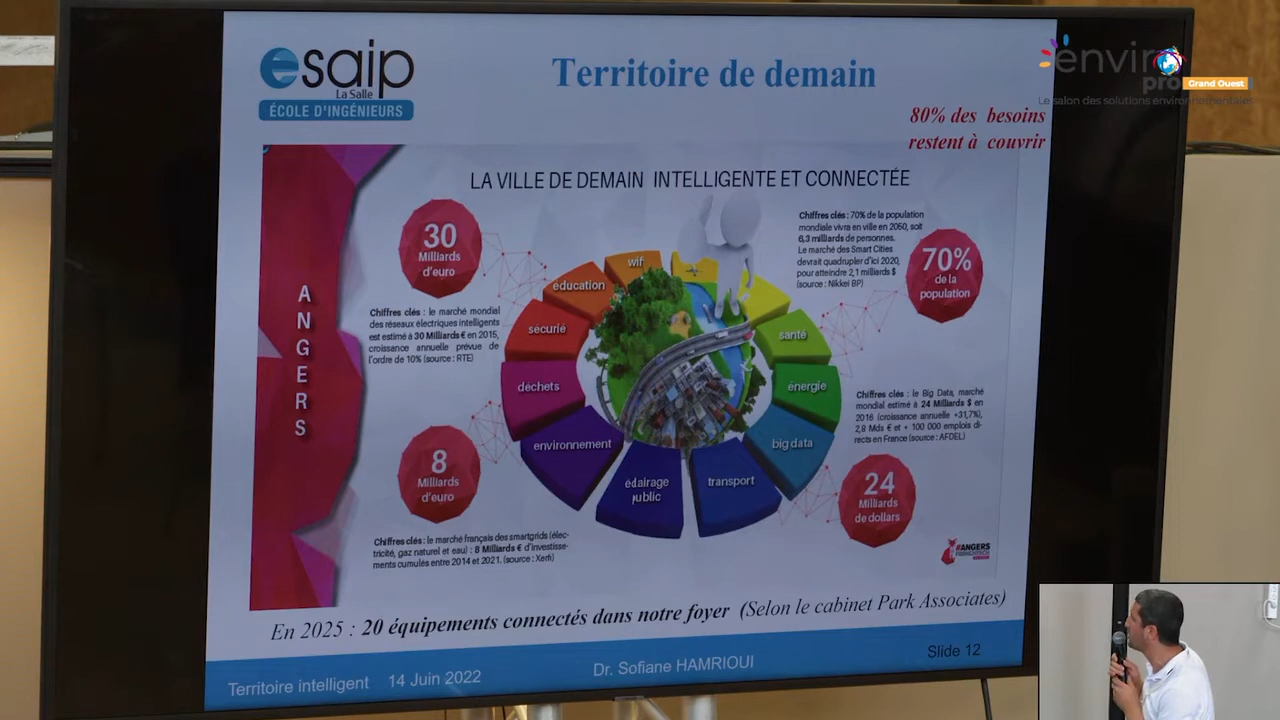 esaip
La Salle
ÉCOLE D'INGÉNIEURS
Territoire de demain
enviro
pro
Grand Ouest
Le salon des solutions environnementales
80% des besoins
restent à couvrir
LA VILLE DE DEMAIN INTELLIGENTE ET CONNECTÉE
ANGERS
30
Milliards
d'euro
Chiffres clés : le marché mondial
des réseaux électriques intelligents
est estimé à 30 Milliards € en 2015,
croissance annuelle prévue de
l'ordre de 10% (source : RTE)
8
Milliards
d'euro
Chiffres clés : le marché français des smartgrids (élec-
tricité, gaz naturel et eau) : 8 Milliards € d'investisse-
ments cumulés entre 2014 et 2021. (source : Xerfi)
wifi
education
sécurié
déchets
environnement
éclairage
public
transport
big data
énergie
santé
Chiffres clés : 70% de la population
mondiale vivra en ville en 2050, soit
6,3 milliards de personnes.
Le marché des Smart Cities
devrait quadrupler d'ici 2020,
pour atteindre 2,1 milliards $
(source : Nikkei BP)
70%
de la
population
Chiffres clés : le Big Data, marché
mondial estimé à 24 Milliards $ en
2016 (croissance annuelle +31,7%),
2,8 Mds € et + 100 000 emplois di-
rects en France (source : AFDEL)
24
Milliards
de dollars
#ANGERS
En 2025 : 20 équipements connectés dans notre foyer (Selon le cabinet Park Associates)
Territoire intelligent 14 Juin 2022
Dr. Sofiane HAMRIOUI
Slide 12